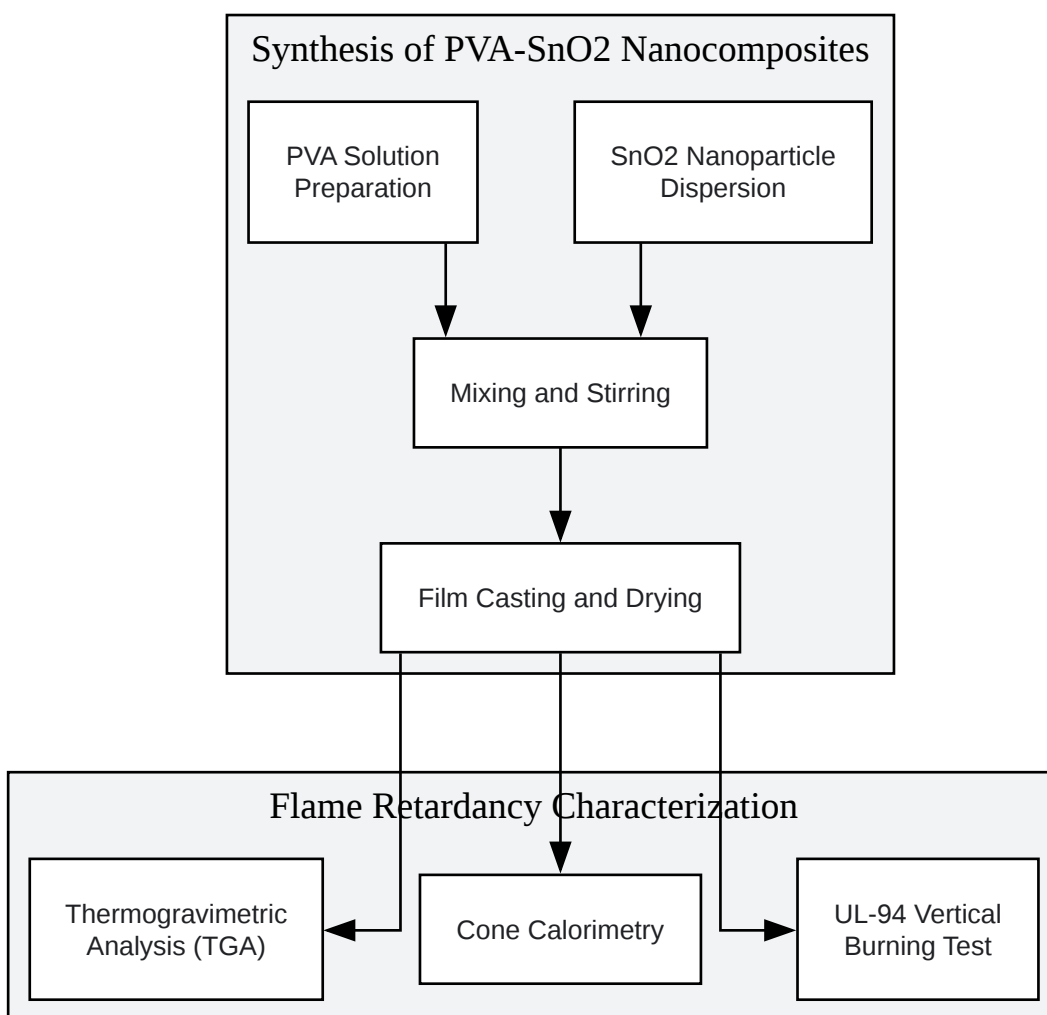 Synthesis of PVA-SnO2 Nanocomposites
PVA Solution
Preparation
SnO2 Nanoparticle
Dispersion
Mixing and Stirring
Film Casting and Drying
Flame Retardancy Characterization
Thermogravimetric
Analysis (TGA)
Cone Calorimetry
UL-94 Vertical
Burning Test